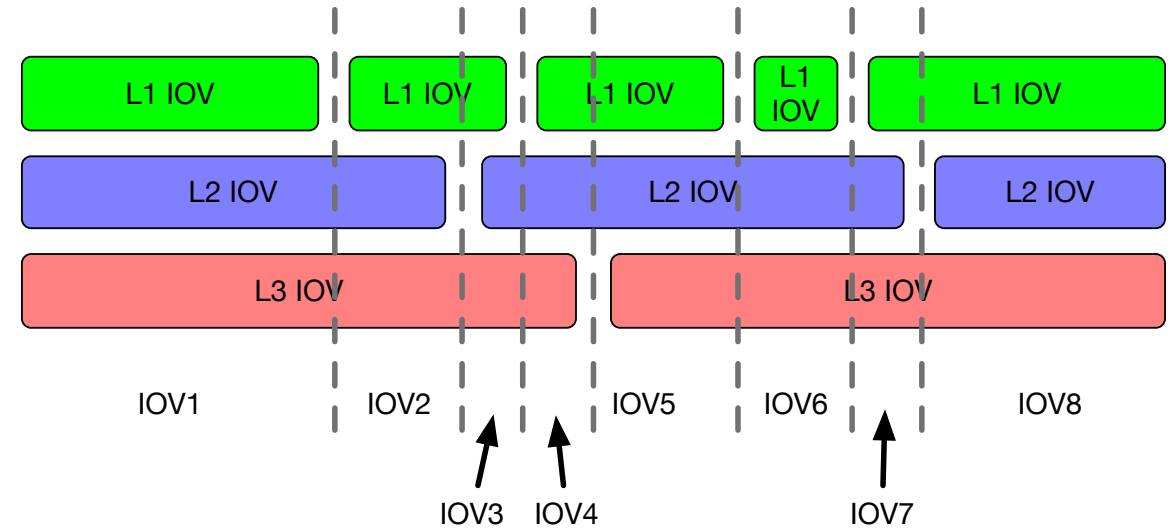 L1 IOV L1 IOV L1 IOV L1 IOV L1 IOV
L2 IOV L2 IOV L2 IOV
L3 IOV L3 IOV
IOV1 IOV2 IOV5 IOV6 IOV8
IOV3 IOV4 IOV7